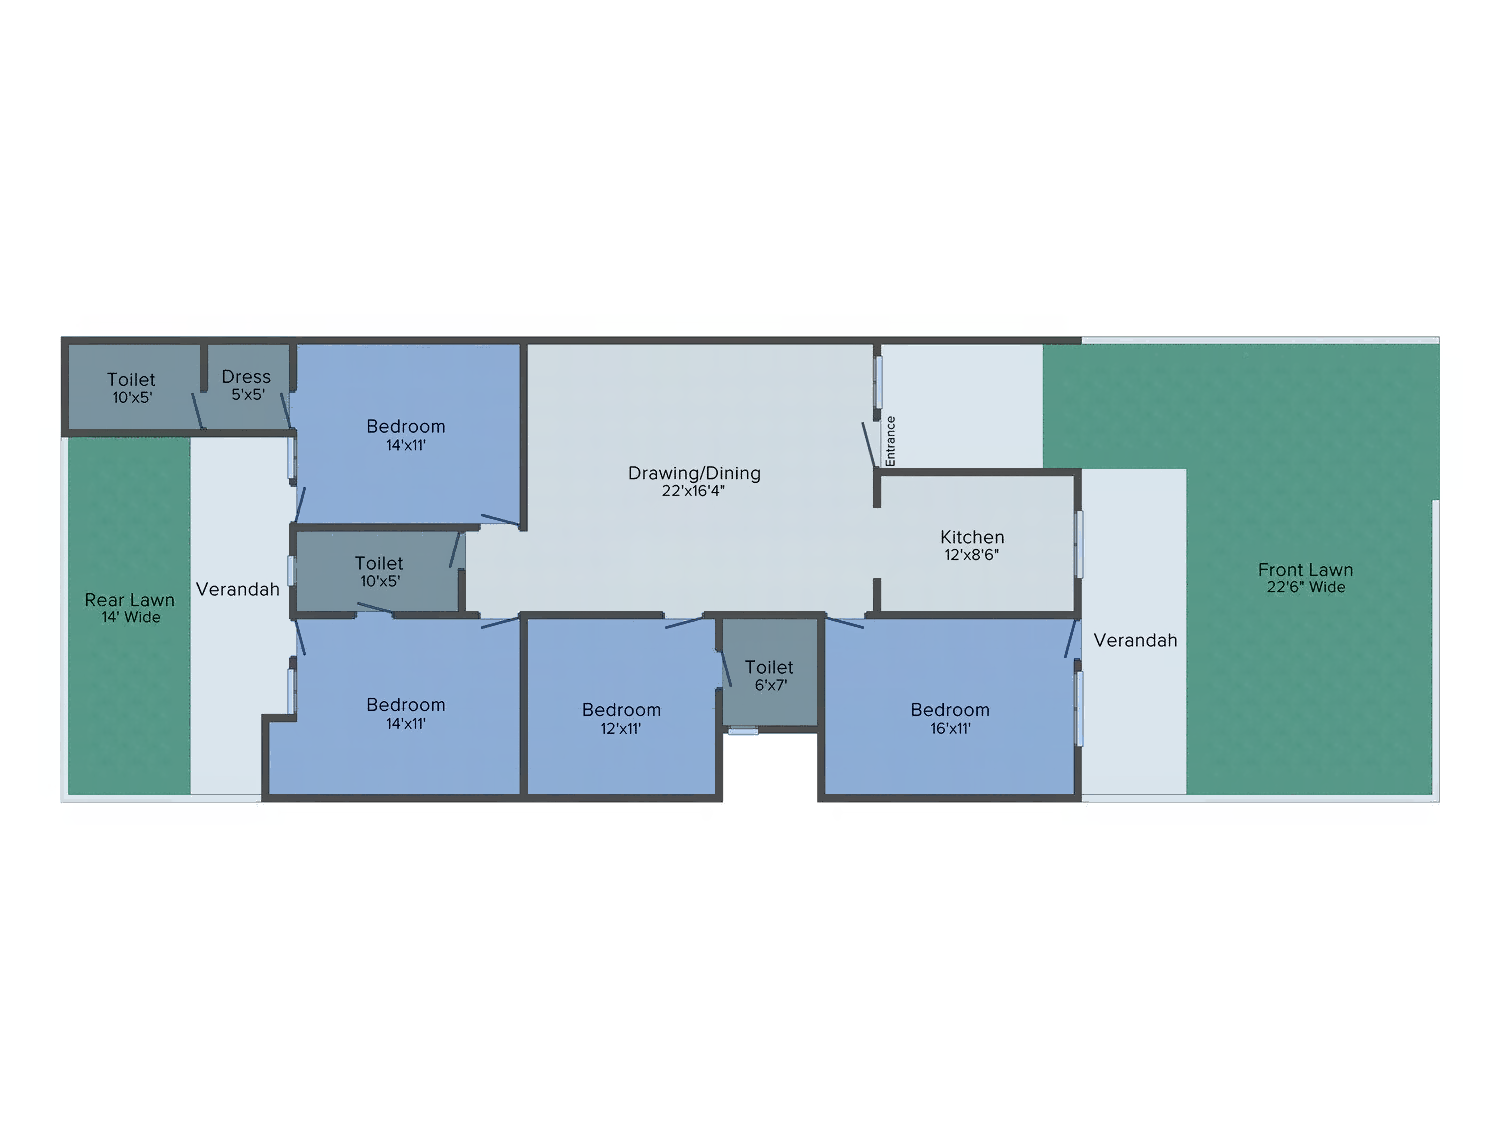 Toilet
10'x5'
Dress
5'x5'
Bedroom
14'x11'
Drawing/Dining
22'x16'4"
Entrance
Kitchen
12'x8'6"
Toilet
10'x5'
Verandah
Rear Lawn
14' Wide
Front Lawn
22'6" Wide
Verandah
Bedroom
14'x11'
Bedroom
12'x11'
Toilet
6'x7'
Bedroom
16'x11'